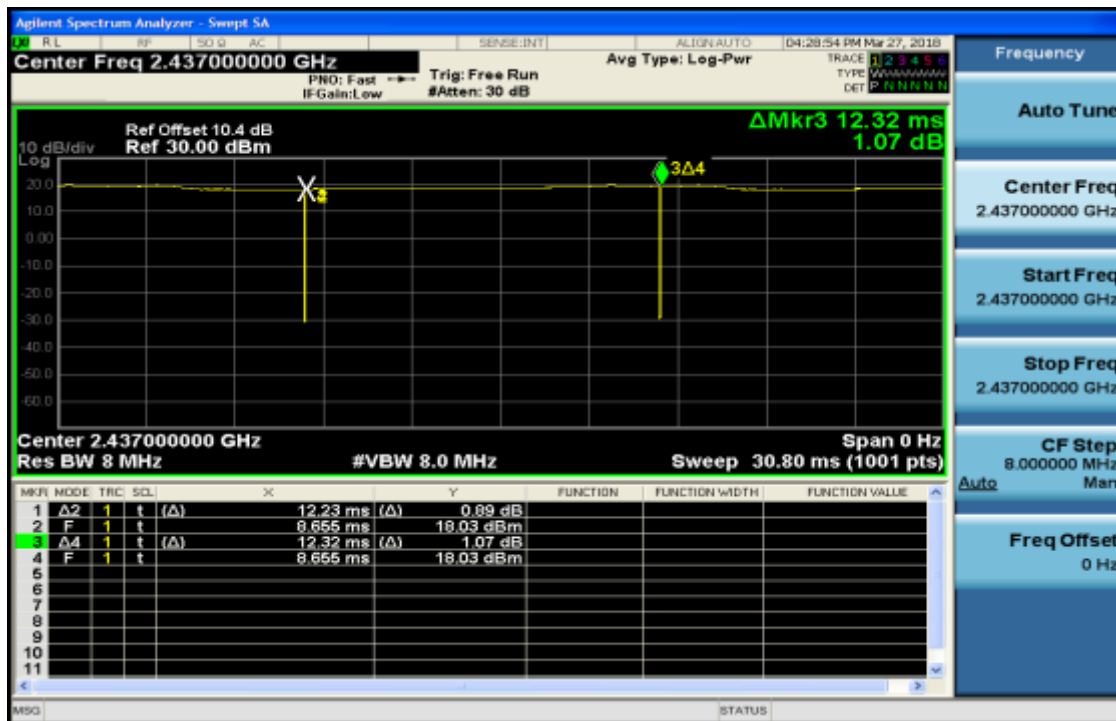 Agilent Spectrum Analyzer - Swept SA
RL RF 50 Ω AC SENSE:INT ALIGN AUTO 04:28:54 PM Mar 27, 2018
Center Freq 2.437000000 GHz
PNO: Fast
IFGain:Low
Trig: Free Run
#Atten: 30 dB
Avg Type: Log-Pwr
TRACE 1 2 3 4 5 6
TYPE
DET P N N N N N
Ref Offset 10.4 dB
10 dB/div Ref 30.00 dBm
Log
ΔMkr3 12.32 ms
1.07 dB
3Δ4
20.0
10.0
0.00
-10.0
-20.0
-30.0
-40.0
-50.0
-60.0
Center 2.437000000 GHz Span 0 Hz
Res BW 8 MHz #VBW 8.0 MHz Sweep 30.80 ms (1001 pts)
MKR MODE TRC SCL X Y FUNCTION FUNCTION WIDTH FUNCTION VALUE
1 Δ2 1 t (Δ) 12.23 ms (Δ) 0.89 dB
2 F 1 t 8.655 ms 18.03 dBm
3 Δ4 1 t (Δ) 12.32 ms (Δ) 1.07 dB
4 F 1 t 8.655 ms 18.03 dBm
5
6
7
8
9
10
11
MSG STATUS
Frequency
Auto Tune
Center Freq
2.437000000 GHz
Start Freq
2.437000000 GHz
Stop Freq
2.437000000 GHz
CF Step
8.000000 MHz
Auto Man
Freq Offset
0 Hz